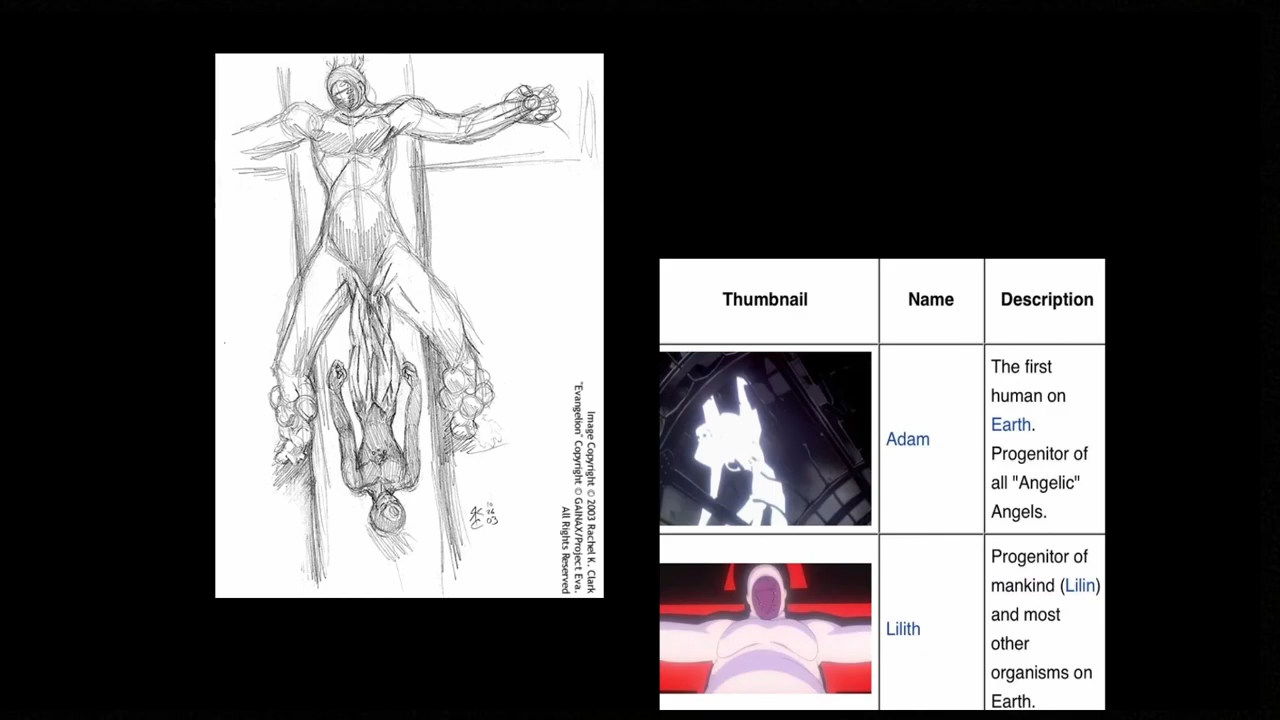 Image Copyright © 2003 Rachel K. Clark
"Evangelion" Copyright © GAINAX/Project Eva.
All Rights Reserved
Thumbnail
Name
Description
Adam
The first
human on
Earth.
Progenitor of
all "Angelic"
Angels.
Lilith
Progenitor of
mankind (Lilin)
and most
other
organisms on
Earth.